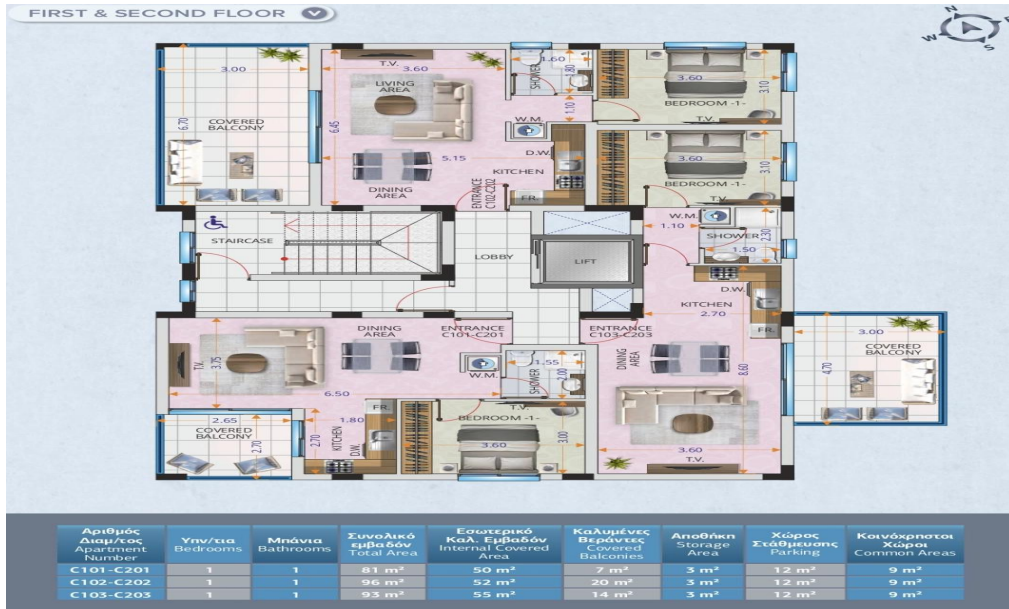 FIRST & SECOND FLOOR
N
W
S
3.00
6.70
COVERED
BALCONY
T.V.
3.60
LIVING
AREA
6.45
5.15
DINING
AREA
1.60
SHOWER
1.80
1.10
W.M.
D.W.
KITCHEN
FR.
ENTRANCE
C102-C202
3.60
3.10
BEDROOM -1-
T.V.
3.60
3.10
BEDROOM -1-
T.V.
STAIRCASE
LOBBY
LIFT
W.M.
1.10
SHOWER
2.30
1.50
D.W.
KITCHEN
2.70
FR.
ENTRANCE
C103-C203
DINING
AREA
8.60
3.60
T.V.
3.00
COVERED
BALCONY
4.70
DINING
AREA
ENTRANCE
C101-C201
T.V.
3.75
6.50
W.M.
1.55
SHOWER
2.00
2.65
COVERED
BALCONY
2.70
1.80
FR.
2.70
KITCHEN
D.W.
T.V.
BEDROOM -1-
3.60
3.00
Αριθμός Διαμ/τος Apartment Number
Υπν/τια Bedrooms
Μπάνια Bathrooms
Συνολικό εμβαδόν Total Area
Εσωτερικό Καλ. Εμβαδόν Internal Covered Area
Καλυμένες Βεράντες Covered Balconies
Αποθήκη Storage Area
Χώρος Στάθμευσης Parking
Κοινόχρηστοι Χώροι Common Areas
C101-C201 1 1 81 m² 50 m² 7 m² 3 m² 12 m² 9 m²
C102-C202 1 1 96 m² 52 m² 20 m² 3 m² 12 m² 9 m²
C103-C203 1 1 93 m² 55 m² 14 m² 3 m² 12 m² 9 m²